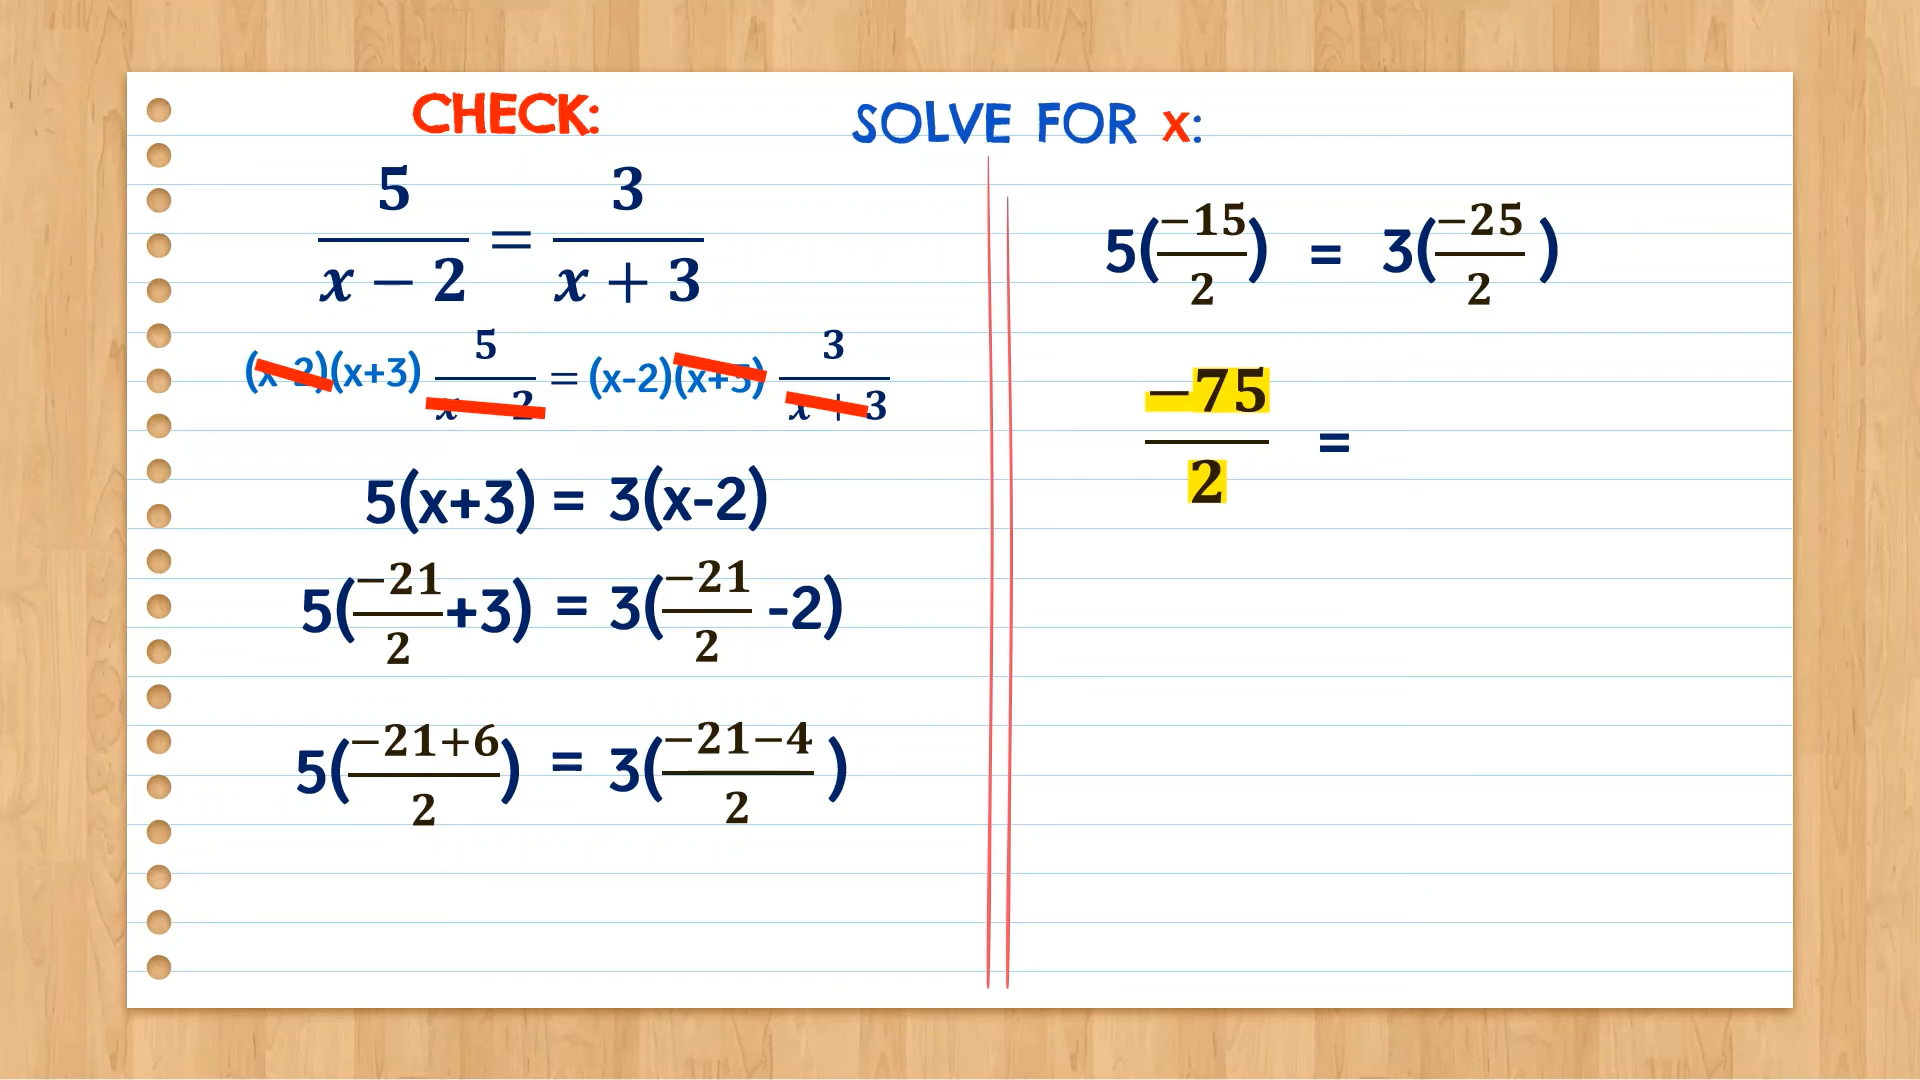 CHECK:
SOLVE FOR x:
5/(x − 2) = 3/(x + 3)
(x-2)(x+3) 5/(x − 2) = (x-2)(x+3) 3/(x + 3)
5(x+3) = 3(x-2)
5(−21/2 +3) = 3(−21/2 -2)
5(−21+6/2) = 3(−21−4/2)
5(−15/2) = 3(−25/2)
−75/2 =